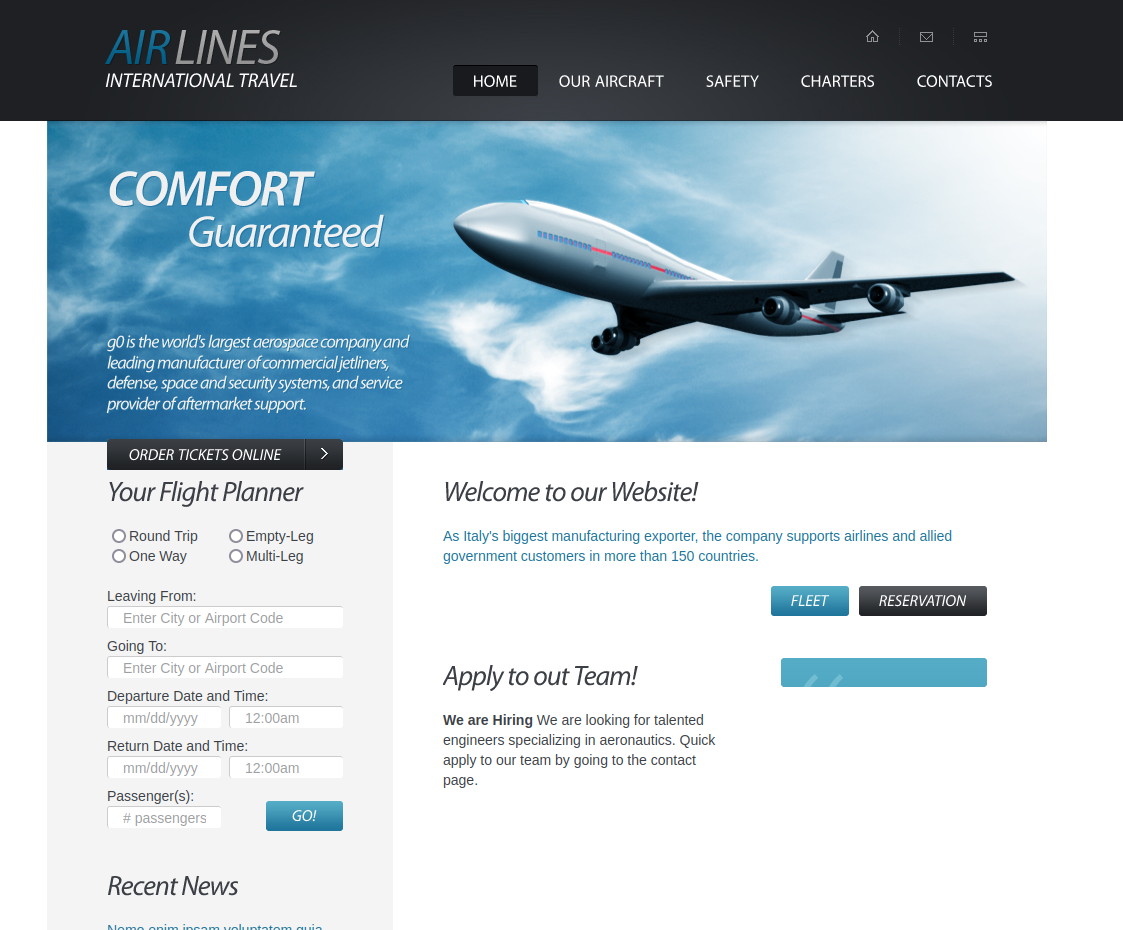 AIR LINES
INTERNATIONAL TRAVEL
HOME
OUR AIRCRAFT
SAFETY
CHARTERS
CONTACTS
COMFORT
Guaranteed
g0 is the world's largest aerospace company and
leading manufacturer of commercial jetliners,
defense, space and security systems, and service
provider of aftermarket support.
ORDER TICKETS ONLINE
Your Flight Planner
Round Trip
Empty-Leg
One Way
Multi-Leg
Leaving From:
Enter City or Airport Code
Going To:
Enter City or Airport Code
Departure Date and Time:
mm/dd/yyyy
12:00am
Return Date and Time:
mm/dd/yyyy
12:00am
Passenger(s):
# passengers
GO!
Recent News
Nemo enim ipsam voluptatem quia
Welcome to our Website!
As Italy's biggest manufacturing exporter, the company supports airlines and allied
government customers in more than 150 countries.
FLEET
RESERVATION
Apply to out Team!
We are Hiring We are looking for talented
engineers specializing in aeronautics. Quick
apply to our team by going to the contact
page.